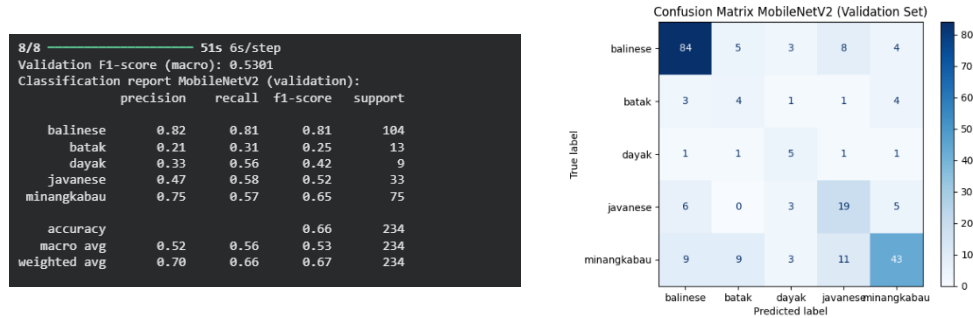 8/8 ━━━━━━━━━━━━━━━━━━━━ 51s 6s/step
Validation F1-score (macro): 0.5301
Classification report MobileNetV2 (validation):
precision recall f1-score support
balinese 0.82 0.81 0.81 104
batak 0.21 0.31 0.25 13
dayak 0.33 0.56 0.42 9
javanese 0.47 0.58 0.52 33
minangkabau 0.75 0.57 0.65 75
accuracy 0.66 234
macro avg 0.52 0.56 0.53 234
weighted avg 0.70 0.66 0.67 234
Confusion Matrix MobileNetV2 (Validation Set)
True label
balinese 84 5 3 8 4
batak 3 4 1 1 4
dayak 1 1 5 1 1
javanese 6 0 3 19 5
minangkabau 9 9 3 11 43
balinese batak dayak javanese minangkabau
Predicted label
80
70
60
50
40
30
20
10
0